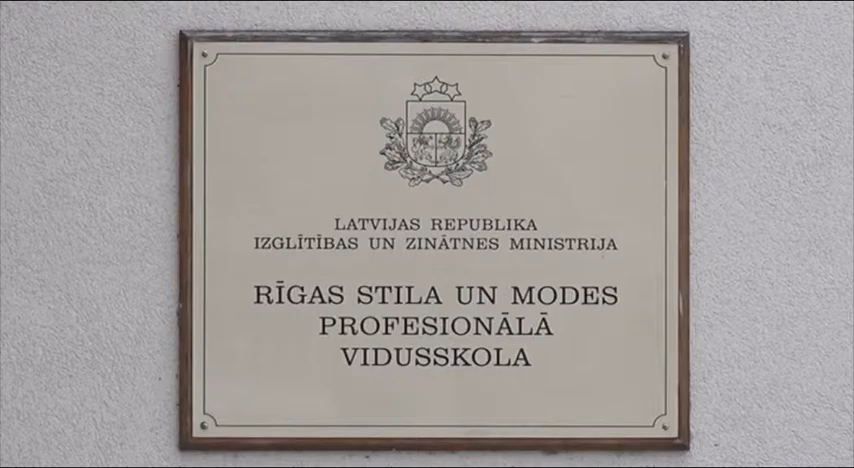 LATVIJAS REPUBLIKA
IZGLĪTĪBAS UN ZINĀTNES MINISTRIJA
RĪGAS STILA UN MODES
PROFESIONĀLĀ
VIDUSSKOLA